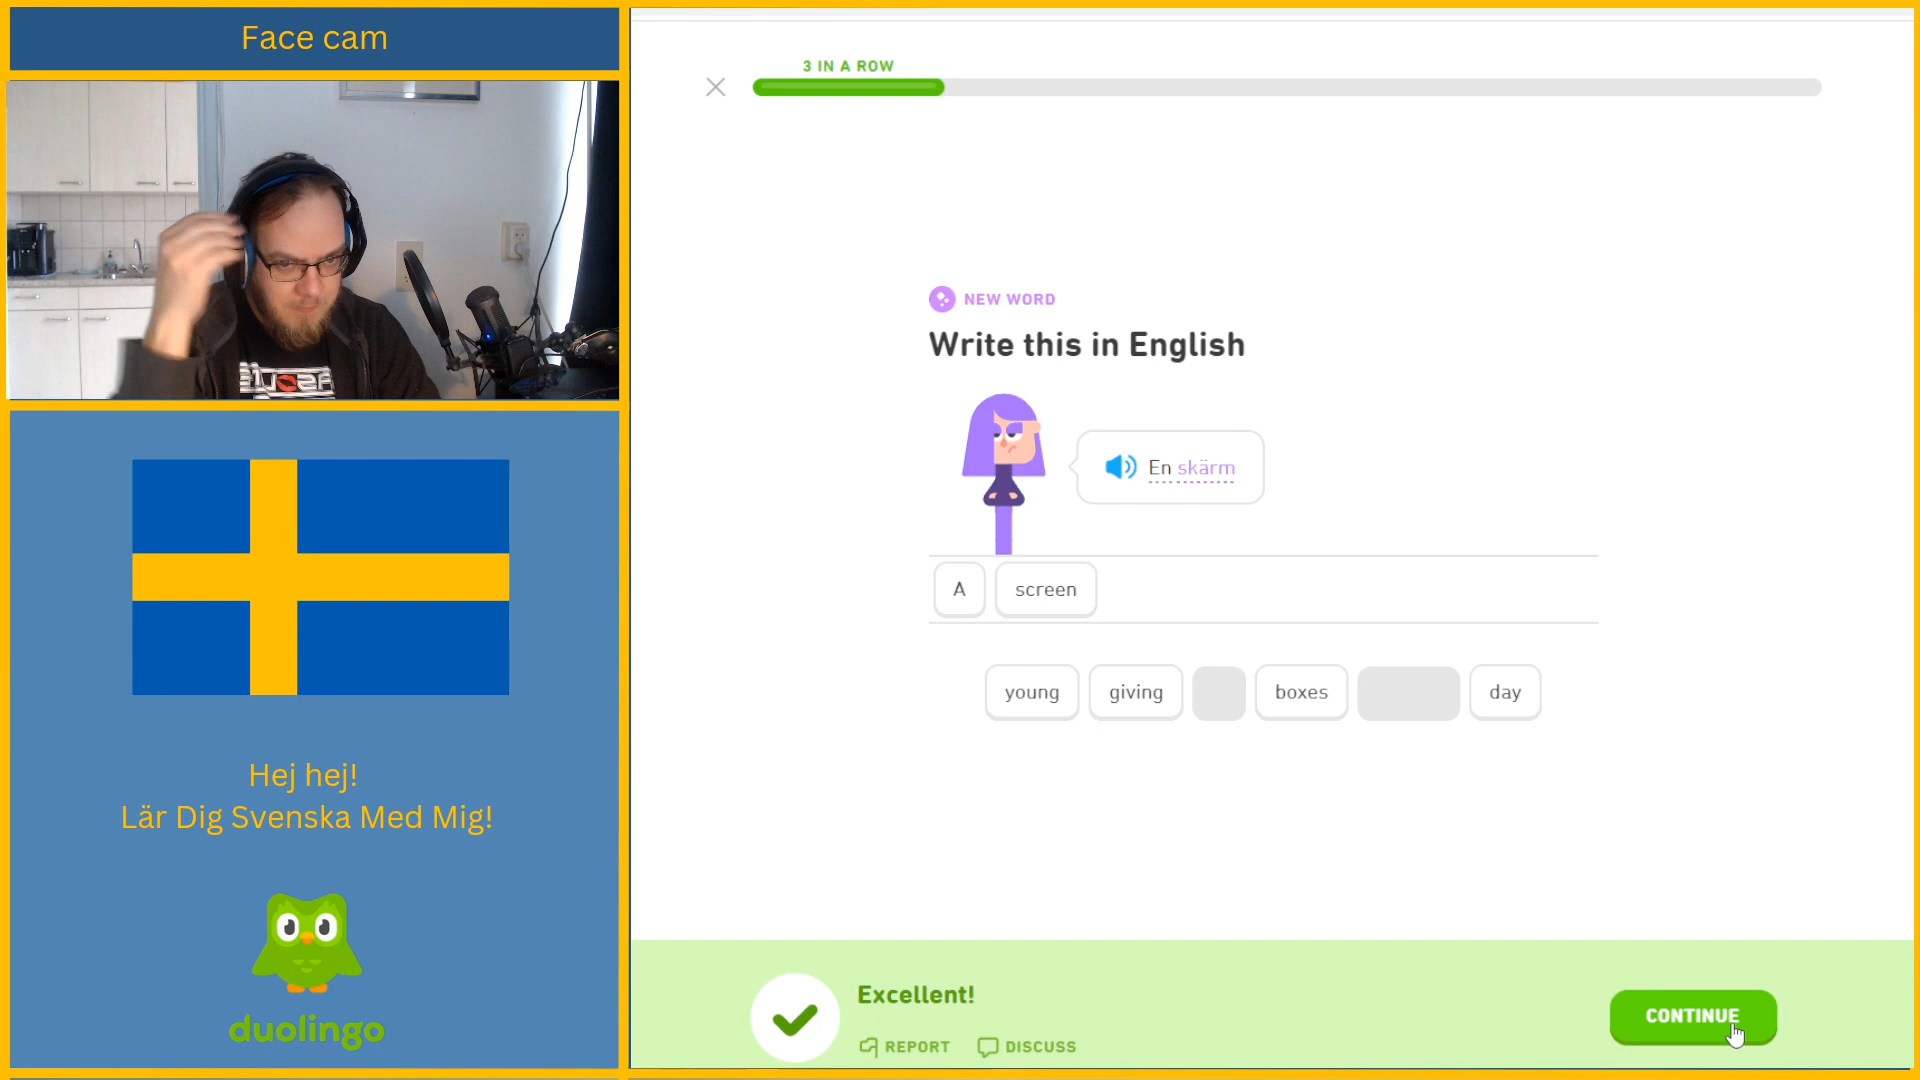 Face cam
Hej hej!
Lär Dig Svenska Med Mig!
duolingo
3 IN A ROW
NEW WORD
Write this in English
En skärm
A screen
young giving boxes day
Excellent!
REPORT DISCUSS
CONTINUE